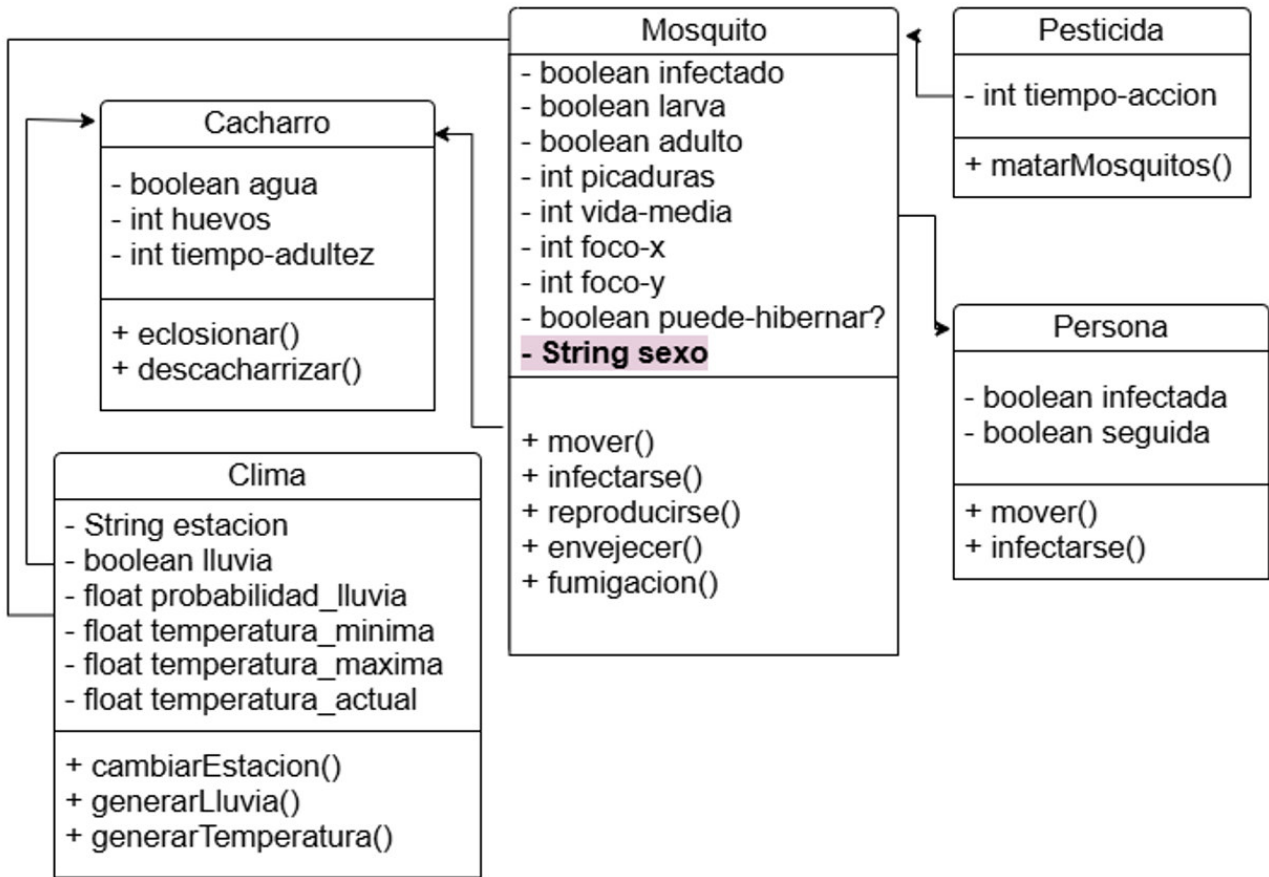 Mosquito
- boolean infectado
- boolean larva
- boolean adulto
- int picaduras
- int vida-media
- int foco-x
- int foco-y
- boolean puede-hibernar?
- String sexo
+ mover()
+ infectarse()
+ reproducirse()
+ envejecer()
+ fumigacion()
Pesticida
- int tiempo-accion
+ matarMosquitos()
Cacharro
- boolean agua
- int huevos
- int tiempo-adultez
+ eclosionar()
+ descacharrizar()
Persona
- boolean infectada
- boolean seguida
+ mover()
+ infectarse()
Clima
- String estacion
- boolean lluvia
- float probabilidad_lluvia
- float temperatura_minima
- float temperatura_maxima
- float temperatura_actual
+ cambiarEstacion()
+ generarLluvia()
+ generarTemperatura()